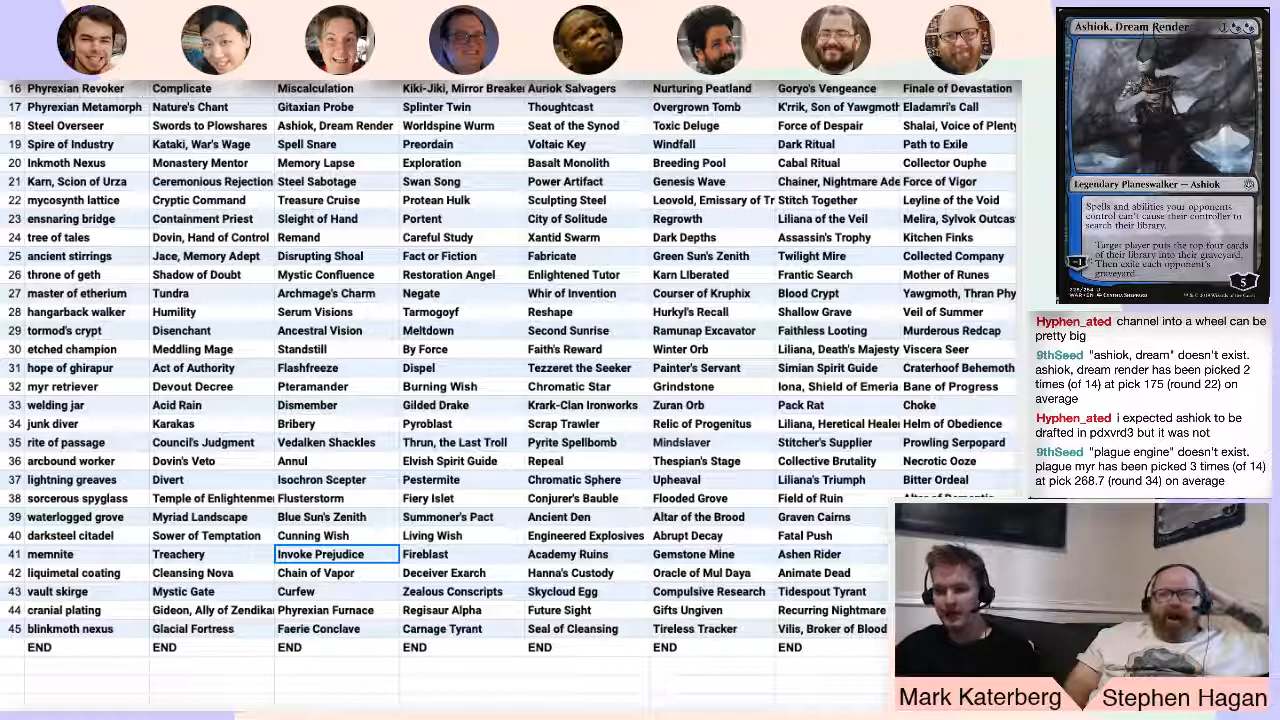 16 Phyrexian Revoker Complicate Miscalculation Kiki-Jiki, Mirror Breaker Auriok Salvagers Nurturing Peatland Goryo's Vengeance Finale of Devastation
17 Phyrexian Metamorph Nature's Chant Gitaxian Probe Splinter Twin Thoughtcast Overgrown Tomb K'rrik, Son of Yawgmoth Eladamri's Call
18 Steel Overseer Swords to Plowshares Ashiok, Dream Render Worldspine Wurm Seat of the Synod Toxic Deluge Force of Despair Shalai, Voice of Plenty
19 Spire of Industry Kataki, War's Wage Spell Snare Preordain Voltaic Key Windfall Dark Ritual Path to Exile
20 Inkmoth Nexus Monastery Mentor Memory Lapse Exploration Basalt Monolith Breeding Pool Cabal Ritual Collector Ouphe
21 Karn, Scion of Urza Ceremonious Rejection Steel Sabotage Swan Song Power Artifact Genesis Wave Chainer, Nightmare Ade Force of Vigor
22 mycosynth lattice Cryptic Command Treasure Cruise Protean Hulk Sculpting Steel Leovold, Emissary of Tr Stitch Together Leyline of the Void
23 ensnaring bridge Containment Priest Sleight of Hand Portent City of Solitude Regrowth Liliana of the Veil Melira, Sylvok Outcas
24 tree of tales Dovin, Hand of Control Remand Careful Study Xantid Swarm Dark Depths Assassin's Trophy Kitchen Finks
25 ancient stirrings Jace, Memory Adept Disrupting Shoal Fact or Fiction Fabricate Green Sun's Zenith Twilight Mire Collected Company
26 throne of geth Shadow of Doubt Mystic Confluence Restoration Angel Enlightened Tutor Karn LIberated Frantic Search Mother of Runes
27 master of etherium Tundra Archmage's Charm Negate Whir of Invention Courser of Kruphix Blood Crypt Yawgmoth, Thran Phy
28 hangarback walker Humility Serum Visions Tarmogoyf Reshape Hurkyl's Recall Shallow Grave Veil of Summer
29 tormod's crypt Disenchant Ancestral Vision Meltdown Second Sunrise Ramunap Excavator Faithless Looting Murderous Redcap
30 etched champion Meddling Mage Standstill By Force Faith's Reward Winter Orb Liliana, Death's Majesty Viscera Seer
31 hope of ghirapur Act of Authority Flashfreeze Dispel Tezzeret the Seeker Painter's Servant Simian Spirit Guide Craterhoof Behemoth
32 myr retriever Devout Decree Pteramander Burning Wish Chromatic Star Grindstone Iona, Shield of Emeria Bane of Progress
33 welding jar Acid Rain Dismember Gilded Drake Krark-Clan Ironworks Zuran Orb Pack Rat Choke
34 junk diver Karakas Bribery Pyroblast Scrap Trawler Relic of Progenitus Liliana, Heretical Healer Helm of Obedience
35 rite of passage Council's Judgment Vedalken Shackles Thrun, the Last Troll Pyrite Spellbomb Mindslaver Stitcher's Supplier Prowling Serpopard
36 arcbound worker Dovin's Veto Annul Elvish Spirit Guide Repeal Thespian's Stage Collective Brutality Necrotic Ooze
37 lightning greaves Divert Isochron Scepter Pestermite Chromatic Sphere Upheaval Liliana's Triumph Bitter Ordeal
38 sorcerous spyglass Temple of Enlightenme Flusterstorm Fiery Islet Conjurer's Bauble Flooded Grove Field of Ruin
39 waterlogged grove Myriad Landscape Blue Sun's Zenith Summoner's Pact Ancient Den Altar of the Brood Graven Cairns
40 darksteel citadel Sower of Temptation Cunning Wish Living Wish Engineered Explosives Abrupt Decay Fatal Push
41 memnite Treachery Invoke Prejudice Fireblast Academy Ruins Gemstone Mine Ashen Rider
42 liquimetal coating Cleansing Nova Chain of Vapor Deceiver Exarch Hanna's Custody Oracle of Mul Daya Animate Dead
43 vault skirge Mystic Gate Curfew Zealous Conscripts Skycloud Egg Compulsive Research Tidespout Tyrant
44 cranial plating Gideon, Ally of Zendikar Phyrexian Furnace Regisaur Alpha Future Sight Gifts Ungiven Recurring Nightmare
45 blinkmoth nexus Glacial Fortress Faerie Conclave Carnage Tyrant Seal of Cleansing Tireless Tracker Vilis, Broker of Blood
END END END END END END END
Ashiok, Dream Render 1
Legendary Planeswalker — Ashiok
Spells and abilities your opponents
control can't cause their controller to
search their library.
-1 Target player puts the top four cards
of their library into their graveyard.
Then exile each opponent's
graveyard.
5
Hyphen_ated channel into a wheel can be
pretty big
9thSeed "ashiok, dream" doesn't exist.
ashiok, dream render has been picked 2
times (of 14) at pick 175 (round 22) on
average
Hyphen_ated i expected ashiok to be
drafted in pdxvrd3 but it was not
9thSeed "plague engine" doesn't exist.
plague myr has been picked 3 times (of 14)
at pick 268.7 (round 34) on average
Mark Katerberg Stephen Hagan